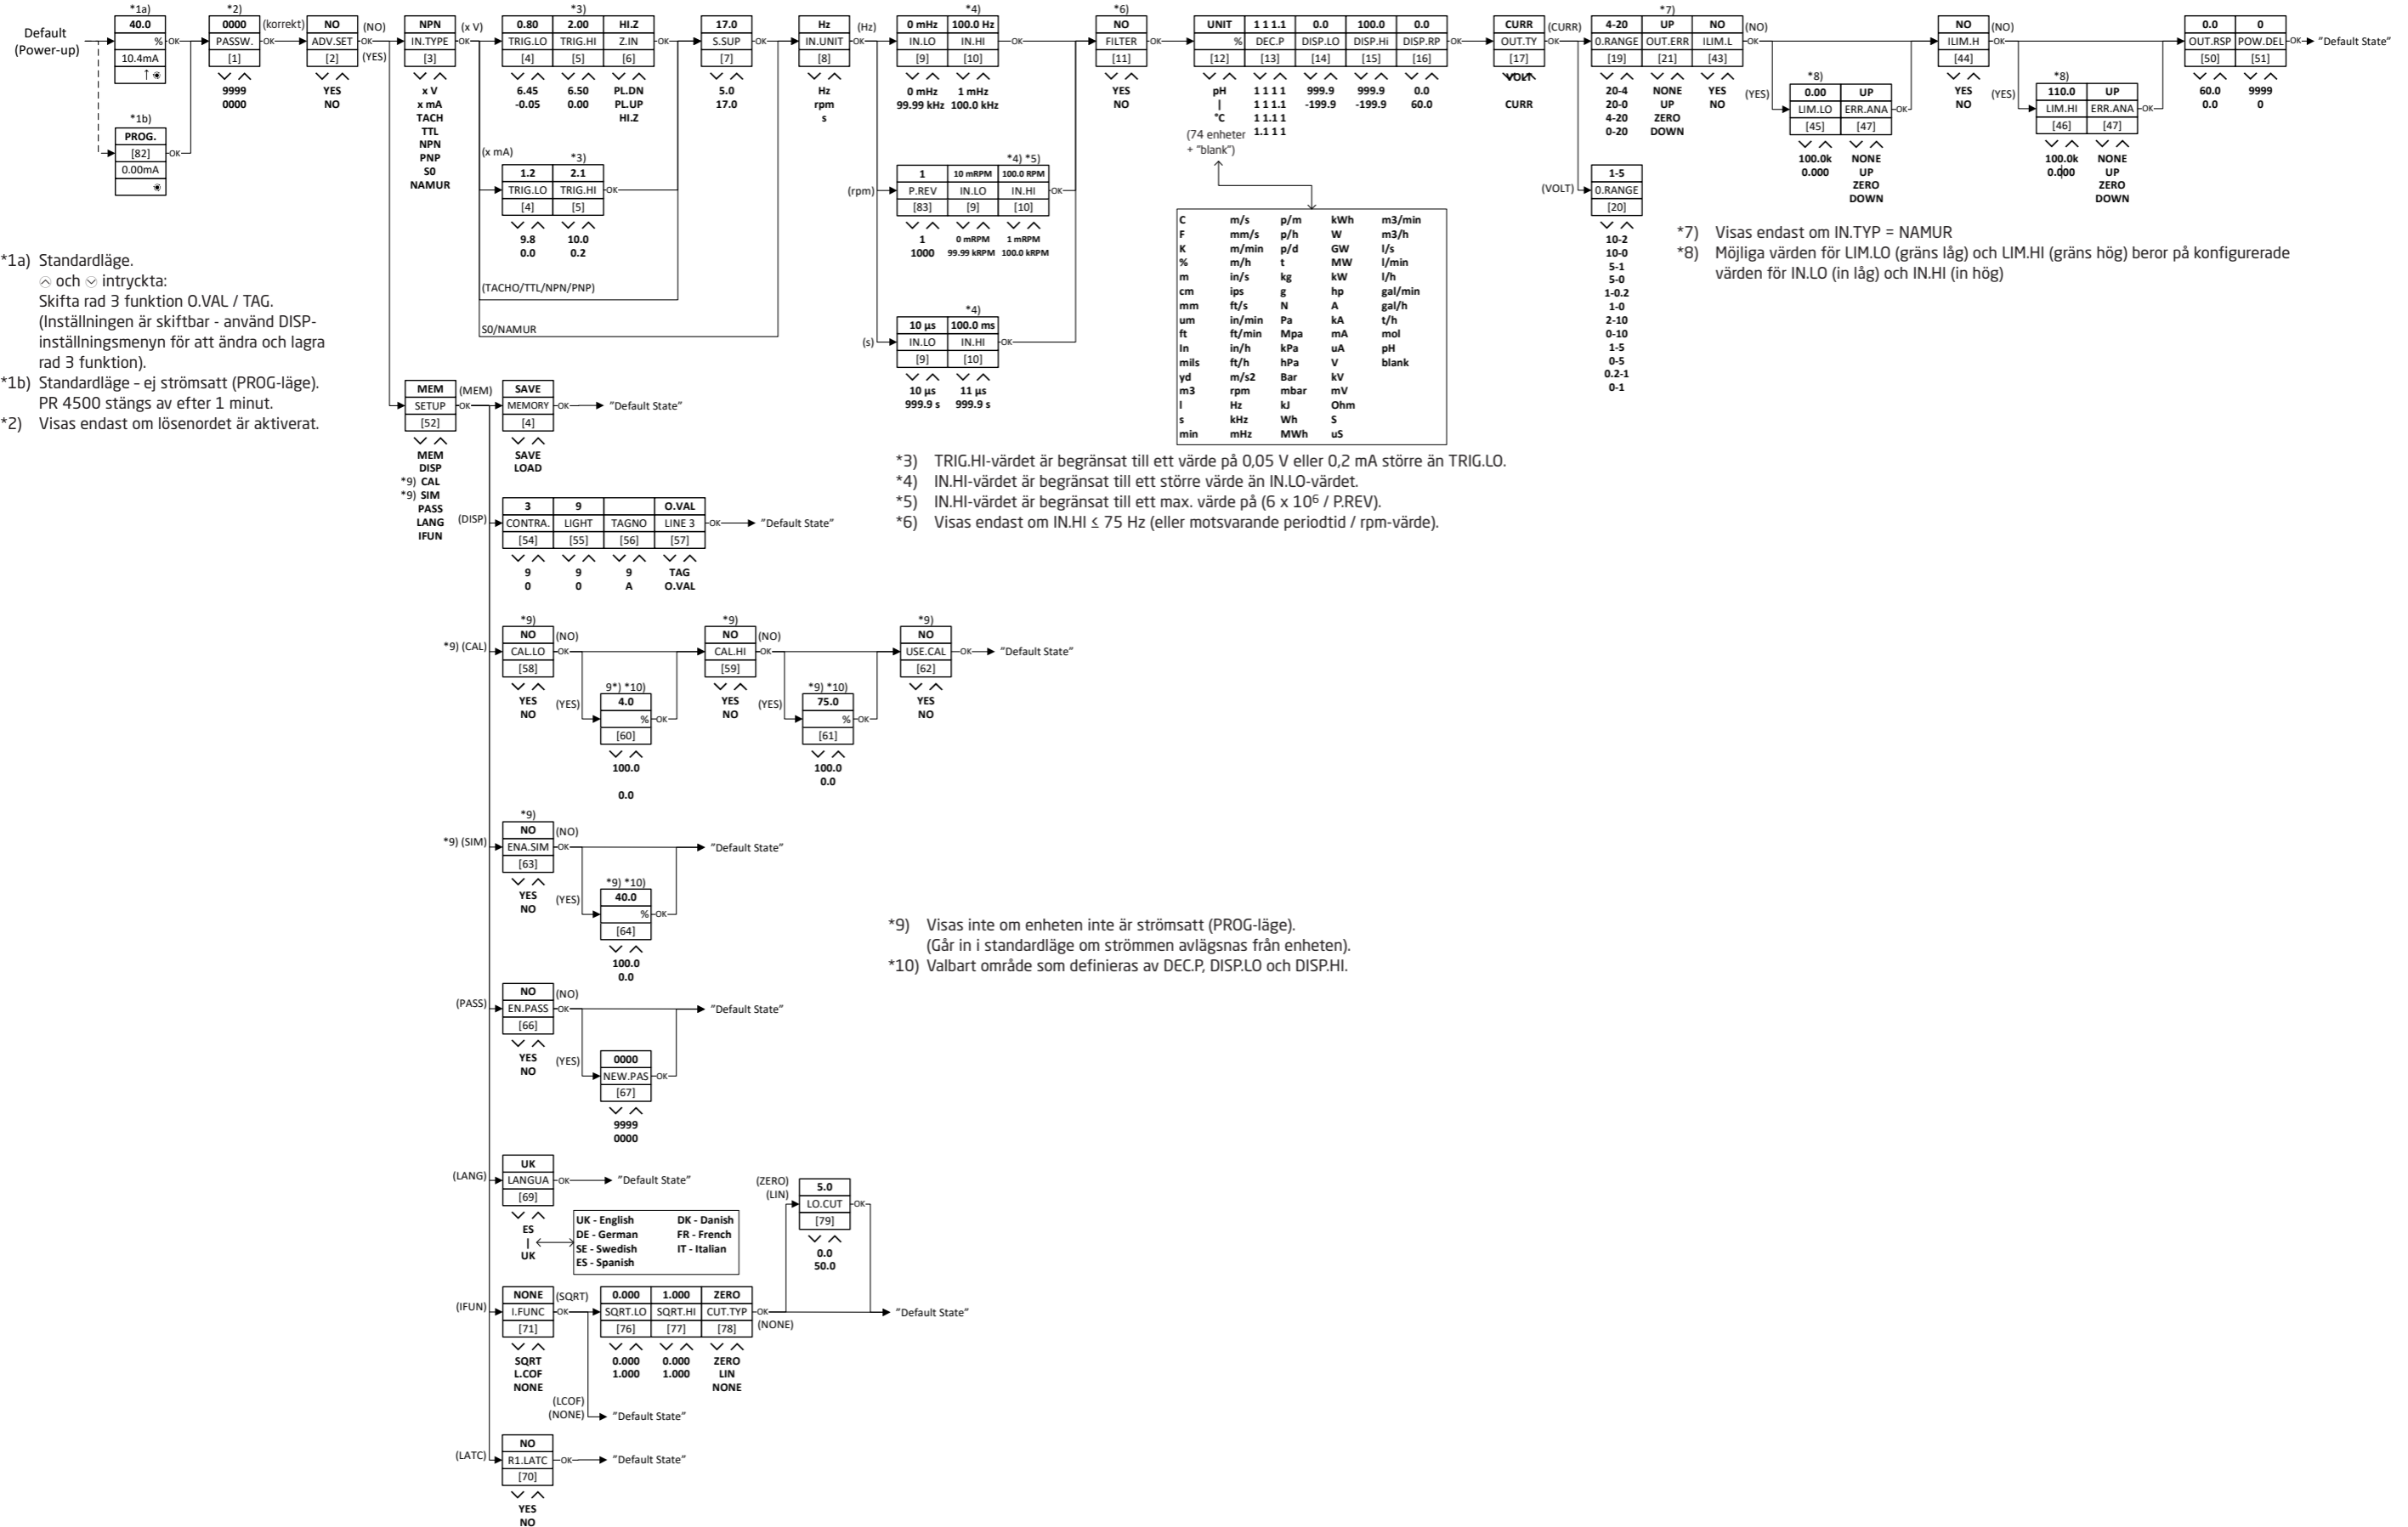 Default
(Power-up)
*1a)
40.0
%
10.4mA
OK
*1b)
PROG.
[82]
0.00mA
OK
*2)
0000
PASSW.
[1]
9999
0000
(korrekt)
OK
NO
ADV.SET
[2]
YES
NO
(NO)
OK
(YES)
NPN
IN.TYPE
[3]
x V
x mA
TACH
TTL
NPN
PNP
S0
NAMUR
(x V)
OK
*3)
0.80 2.00 HI.Z
TRIG.LO TRIG.HI Z.IN
[4] [5] [6]
6.45 6.50 PL.DN
-0.05 0.00 PL.UP
HI.Z
OK
(x mA)
*3)
1.2 2.1
TRIG.LO TRIG.HI
[4] [5]
9.8 10.0
0.0 0.2
OK
(TACHO/TTL/NPN/PNP)
S0/NAMUR
17.0
S.SUP
[7]
5.0
17.0
OK
Hz
IN.UNIT
[8]
Hz
rpm
s
(Hz)
OK
*4)
0 mHz 100.0 Hz
IN.LO IN.HI
[9] [10]
0 mHz 1 mHz
99.99 kHz 100.0 kHz
OK
(rpm)
*4) *5)
1 10 mRPM 100.0 RPM
P.REV IN.LO IN.HI
[83] [9] [10]
1 0 mRPM 1 mRPM
1000 99.99 kRPM 100.0 kRPM
OK
(s)
*4)
10 µs 100.0 ms
IN.LO IN.HI
[9] [10]
10 µs 11 µs
999.9 s 999.9 s
OK
*6)
NO
FILTER
[11]
YES
NO
OK
UNIT 1 1 1.1 0.0 100.0 0.0
% DEC.P DISP.LO DISP.Hi DISP.RP
[12] [13] [14] [15] [16]
pH 1 1 1 1 999.9 999.9 0.0
| 1 1 1.1 -199.9 -199.9 60.0
°C 1 1.1 1
(74 enheter 1.1 1 1
+ "blank")
OK
C m/s p/m kWh m3/min
F mm/s p/h W m3/h
K m/min p/d GW l/s
% m/h t MW l/min
m in/s kg kW l/h
cm ips g hp gal/min
mm ft/s N A gal/h
um in/min Pa kA t/h
ft ft/min Mpa mA mol
In in/h kPa uA pH
mils ft/h hPa V blank
yd m/s2 Bar kV
m3 rpm mbar mV
l Hz kJ Ohm
s kHz Wh S
min mHz MWh uS
CURR
OUT.TY
[17]
VOLT
CURR
(CURR)
OK
*7)
4-20 UP NO
0.RANGE OUT.ERR ILIM.L
[19] [21] [43]
20-4 NONE YES
20-0 UP NO
4-20 ZERO
0-20 DOWN
(VOLT)
1-5
0.RANGE
[20]
10-2
10-0
5-1
5-0
1-0.2
1-0
2-10
0-10
1-5
0-5
0.2-1
0-1
(NO)
OK
(YES)
*8)
0.00 UP
LIM.LO ERR.ANA
[45] [47]
100.0k NONE
0.000 UP
ZERO
DOWN
OK
NO
ILIM.H
[44]
YES
NO
(NO)
OK
(YES)
*8)
110.0 UP
LIM.HI ERR.ANA
[46] [47]
100.0k NONE
0.000 UP
ZERO
DOWN
OK
0.0 0
OUT.RSP POW.DEL
[50] [51]
60.0 9999
0.0 0
OK "Default State"
*7) Visas endast om IN.TYP = NAMUR
*8) Möjliga värden för LIM.LO (gräns låg) och LIM.HI (gräns hög) beror på konfigurerade
värden för IN.LO (in låg) och IN.HI (in hög)
*1a) Standardläge.
och intryckta:
Skifta rad 3 funktion O.VAL / TAG.
(Inställningen är skiftbar - använd DISP-
inställningsmenyn för att ändra och lagra
rad 3 funktion).
*1b) Standardläge – ej strömsatt (PROG-läge).
PR 4500 stängs av efter 1 minut.
*2) Visas endast om lösenordet är aktiverat.
*3) TRIG.HI-värdet är begränsat till ett värde på 0,05 V eller 0,2 mA större än TRIG.LO.
*4) IN.HI-värdet är begränsat till ett större värde än IN.LO-värdet.
*5) IN.HI-värdet är begränsat till ett max. värde på (6 x 10⁶ / P.REV).
*6) Visas endast om IN.HI ≤ 75 Hz (eller motsvarande periodtid / rpm-värde).
MEM
SETUP
[52]
MEM
DISP
*9) CAL
*9) SIM
PASS
LANG
IFUN
(MEM)
OK
SAVE
MEMORY
[4]
SAVE
LOAD
OK "Default State"
(DISP)
3 9 O.VAL
CONTRA. LIGHT TAGNO LINE 3
[54] [55] [56] [57]
9 9 9 TAG
0 0 A O.VAL
OK "Default State"
*9) (CAL)
*9)
NO
CAL.LO
[58]
YES
NO
(NO)
OK
(YES)
9*) *10)
4.0
%
[60]
100.0
0.0
OK
*9)
NO
CAL.HI
[59]
YES
NO
(NO)
OK
(YES)
*9) *10)
75.0
%
[61]
100.0
0.0
OK
*9)
NO
USE.CAL
[62]
YES
NO
OK "Default State"
*9) (SIM)
*9)
NO
ENA.SIM
[63]
YES
NO
(NO)
OK
"Default State"
(YES)
*9) *10)
40.0
%
[64]
100.0
0.0
OK
*9) Visas inte om enheten inte är strömsatt (PROG-läge).
(Går in i standardläge om strömmen avlägsnas från enheten).
*10) Valbart område som definieras av DEC.P, DISP.LO och DISP.HI.
(PASS)
NO
EN.PASS
[66]
YES
NO
(NO)
OK
"Default State"
(YES)
0000
NEW.PAS
[67]
9999
0000
OK
(LANG)
UK
LANGUA
[69]
ES
|
UK
OK "Default State"
UK - English DK - Danish
DE - German FR - French
SE - Swedish IT - Italian
ES - Spanish
(IFUN)
NONE
I.FUNC
[71]
SQRT
L.COF
NONE
(SQRT)
OK
0.000 1.000 ZERO
SQRT.LO SQRT.HI CUT.TYP
[76] [77] [78]
0.000 0.000 ZERO
1.000 1.000 LIN
NONE
OK
(NONE)
(ZERO)
(LIN)
5.0
LO.CUT
[79]
0.0
50.0
OK
"Default State"
(LCOF)
(NONE) "Default State"
(LATC)
NO
R1.LATC
[70]
YES
NO
OK "Default State"